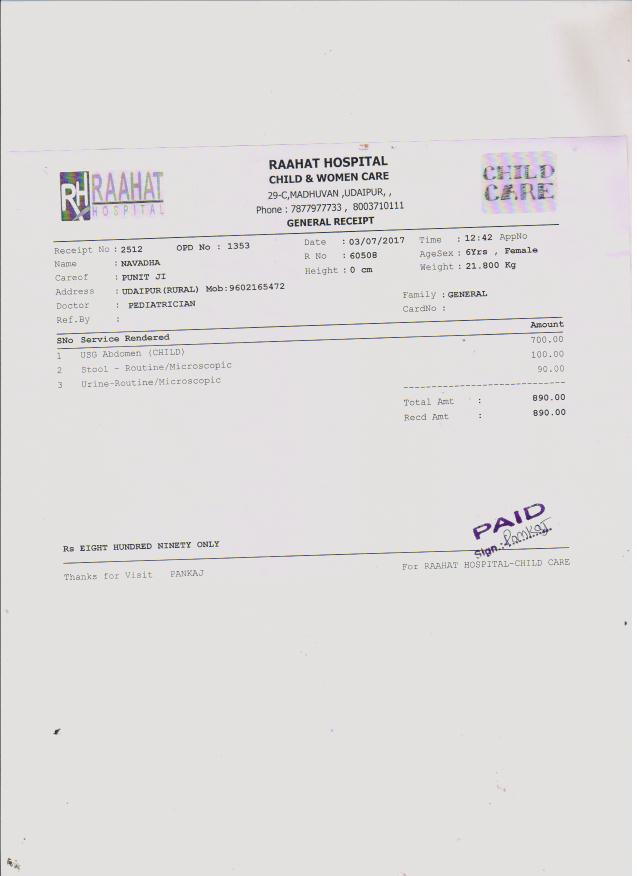 RAAHAT HOSPITAL
CHILD & WOMEN CARE
29-C,MADHUVAN ,UDAIPUR, ,
Phone : 7877977733 , 8003710111
GENERAL RECEIPT
RH RAAHAT
HOSPITAL
CHILD
CARE
Receipt No : 2512 OPD No : 1353 Date : 03/07/2017 Time : 12:42 AppNo
Name : NAVADHA R No : 60508 AgeSex : 6Yrs , Female
Careof : PUNIT JI Height : 0 cm Weight : 21.800 Kg
Address : UDAIPUR(RURAL) Mob:9602165472
Doctor : PEDIATRICIAN Family : GENERAL
Ref.By : CardNo :
SNo Service Rendered Amount
1 USG Abdomen (CHILD) 700.00
2 Stool - Routine/Microscopic 100.00
3 Urine-Routine/Microscopic 90.00
Total Amt : 890.00
Recd Amt : 890.00
PAID
Sign.: Pankaj
Rs EIGHT HUNDRED NINETY ONLY
Thanks for Visit PANKAJ For RAAHAT HOSPITAL-CHILD CARE